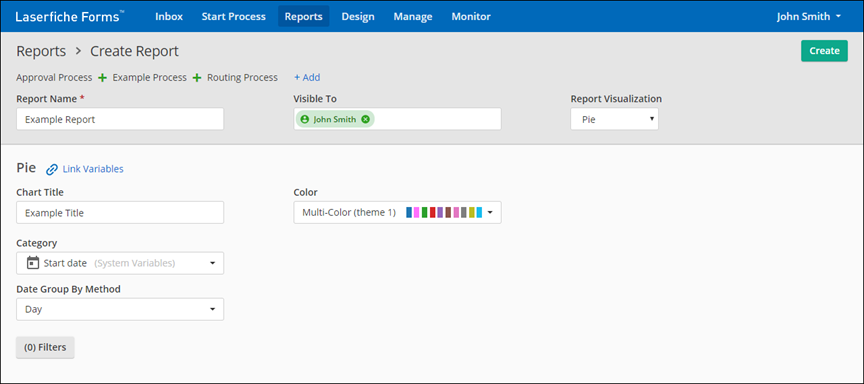 Laserfiche Forms™ Inbox Start Process Reports Design Manage Monitor John Smith
Reports > Create Report Create
Approval Process + Example Process + Routing Process + Add
Report Name * Visible To Report Visualization
Example Report John Smith Pie
Pie Link Variables
Chart Title Color
Example Title Multi-Color (theme 1)
Category
Start date (System Variables)
Date Group By Method
Day
(0) Filters